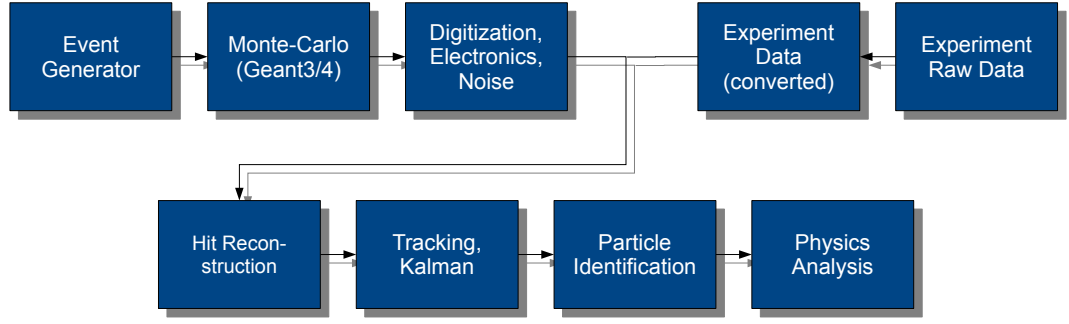 Event
Generator
Monte-Carlo
(Geant3/4)
Digitization,
Electronics,
Noise
Experiment
Data
(converted)
Experiment
Raw Data
Hit Recon-
struction
Tracking,
Kalman
Particle
Identification
Physics
Analysis